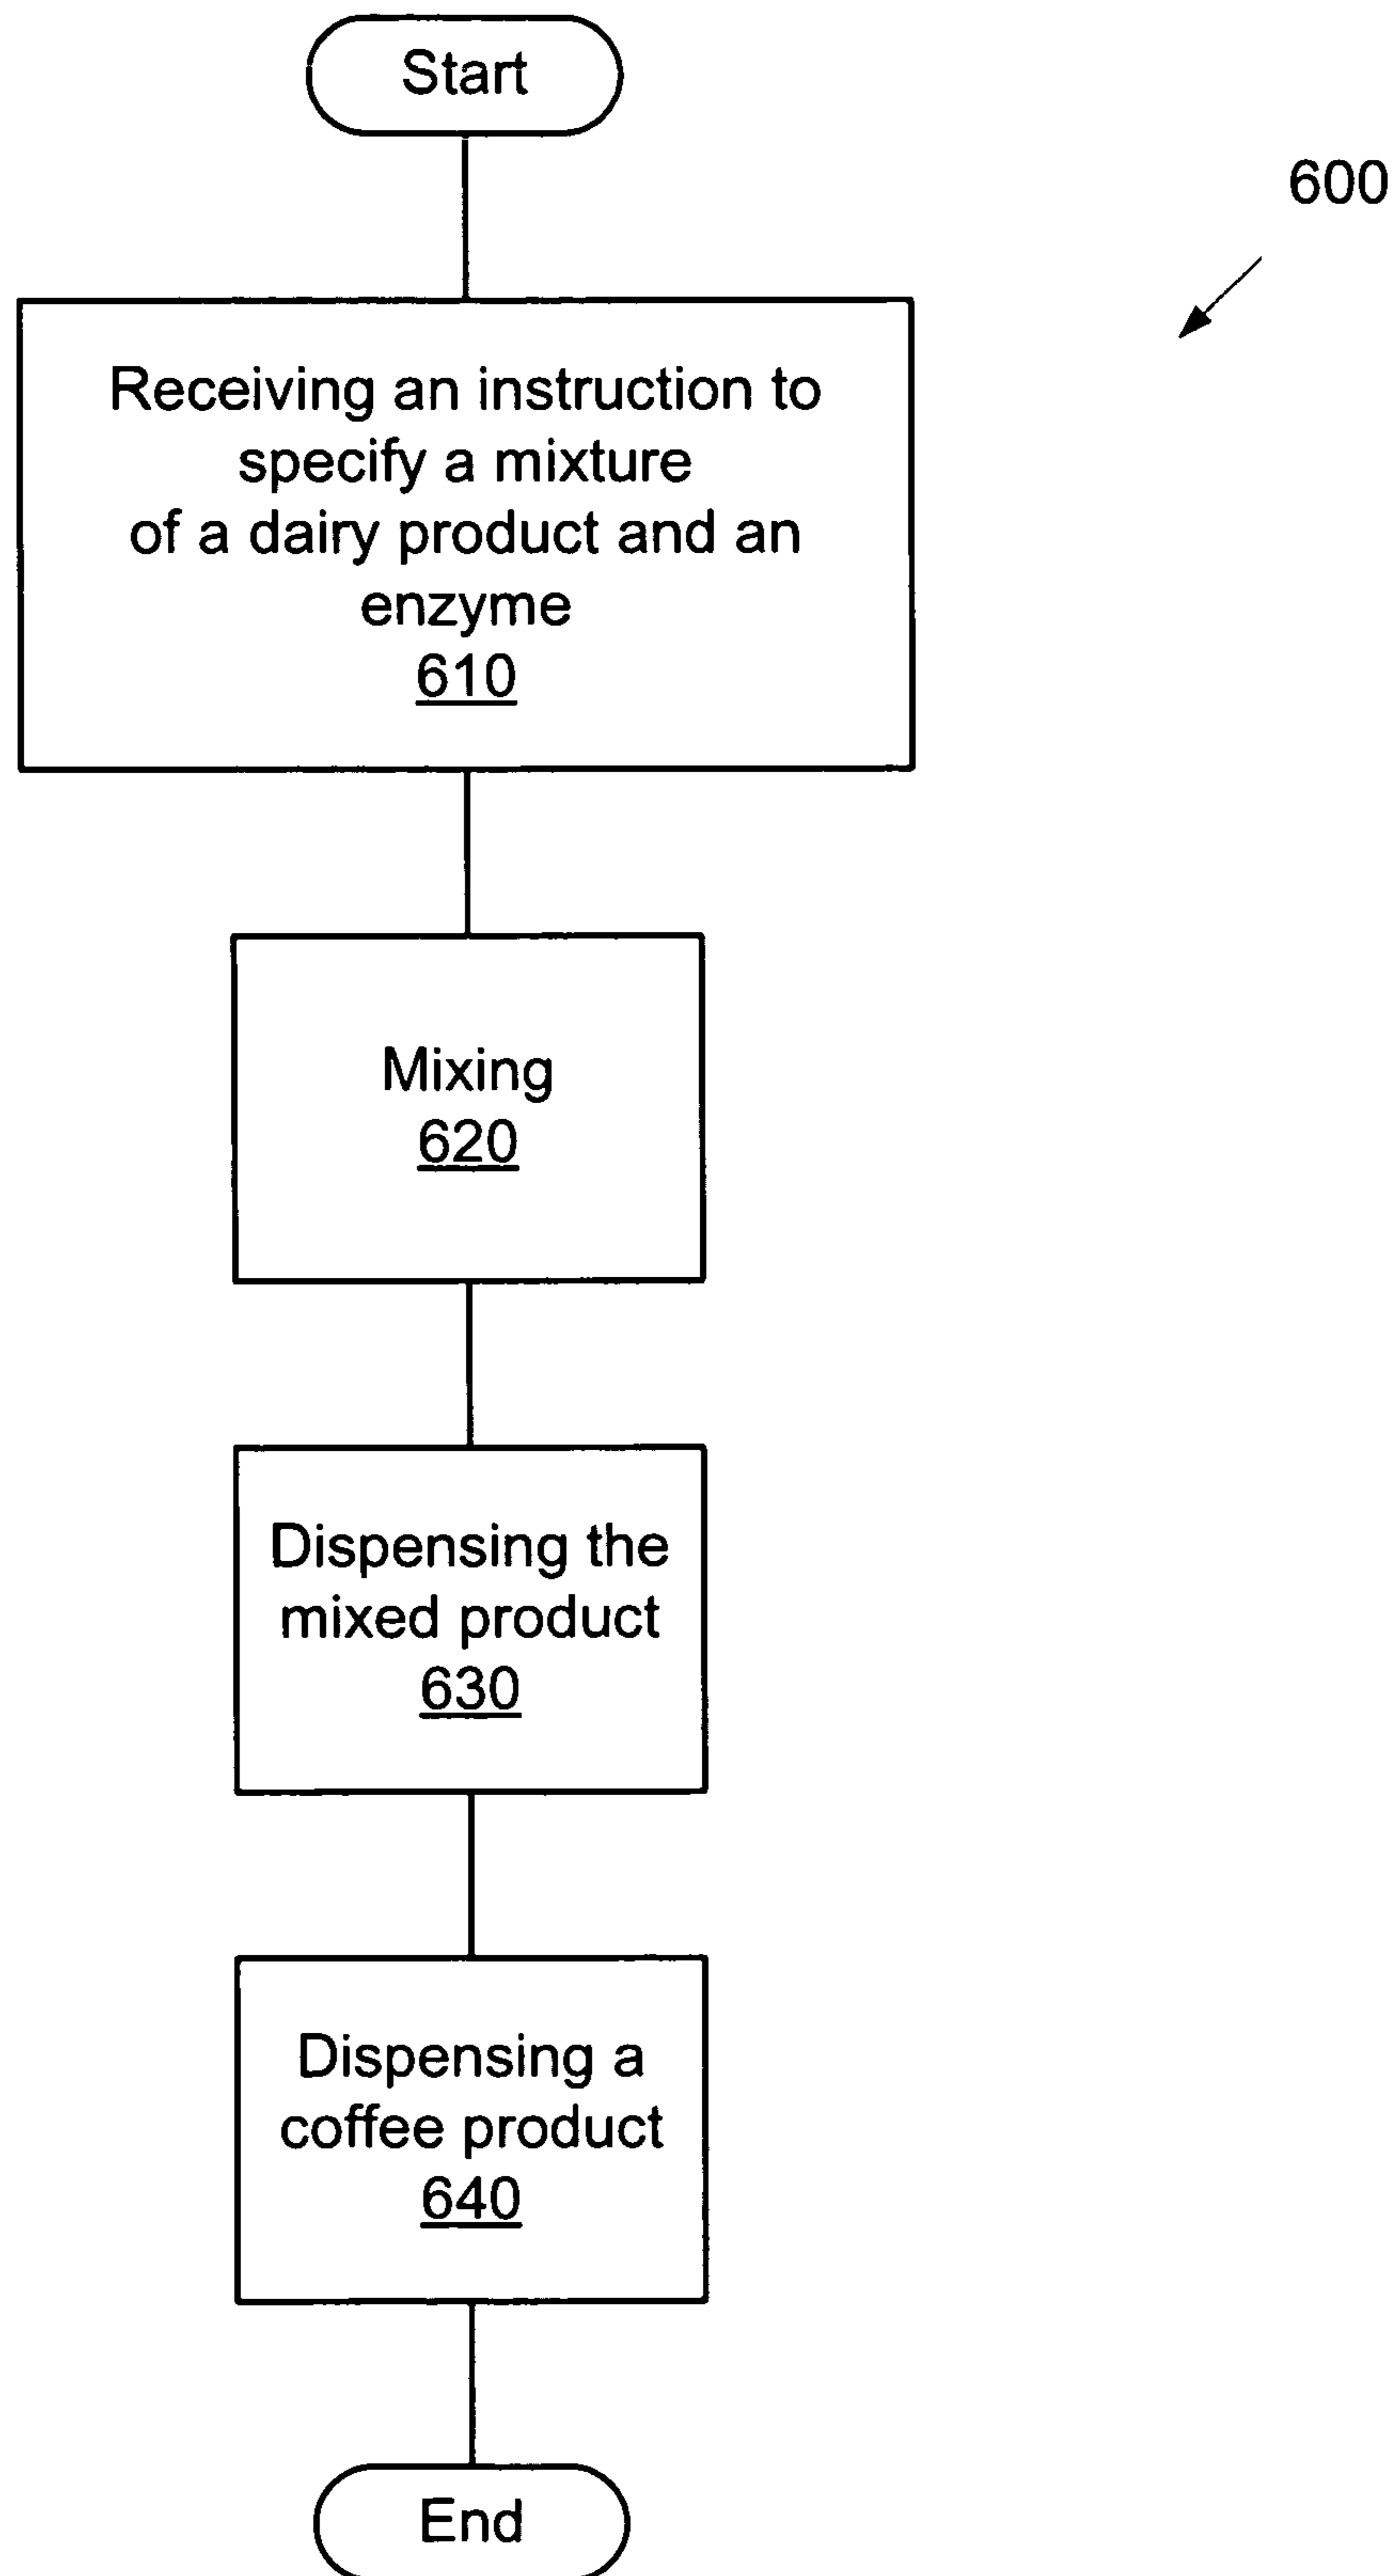 Start
600
Receiving an instruction to
specify a mixture
of a dairy product and an
enzyme
610
Mixing
620
Dispensing the
mixed product
630
Dispensing a
coffee product
640
End